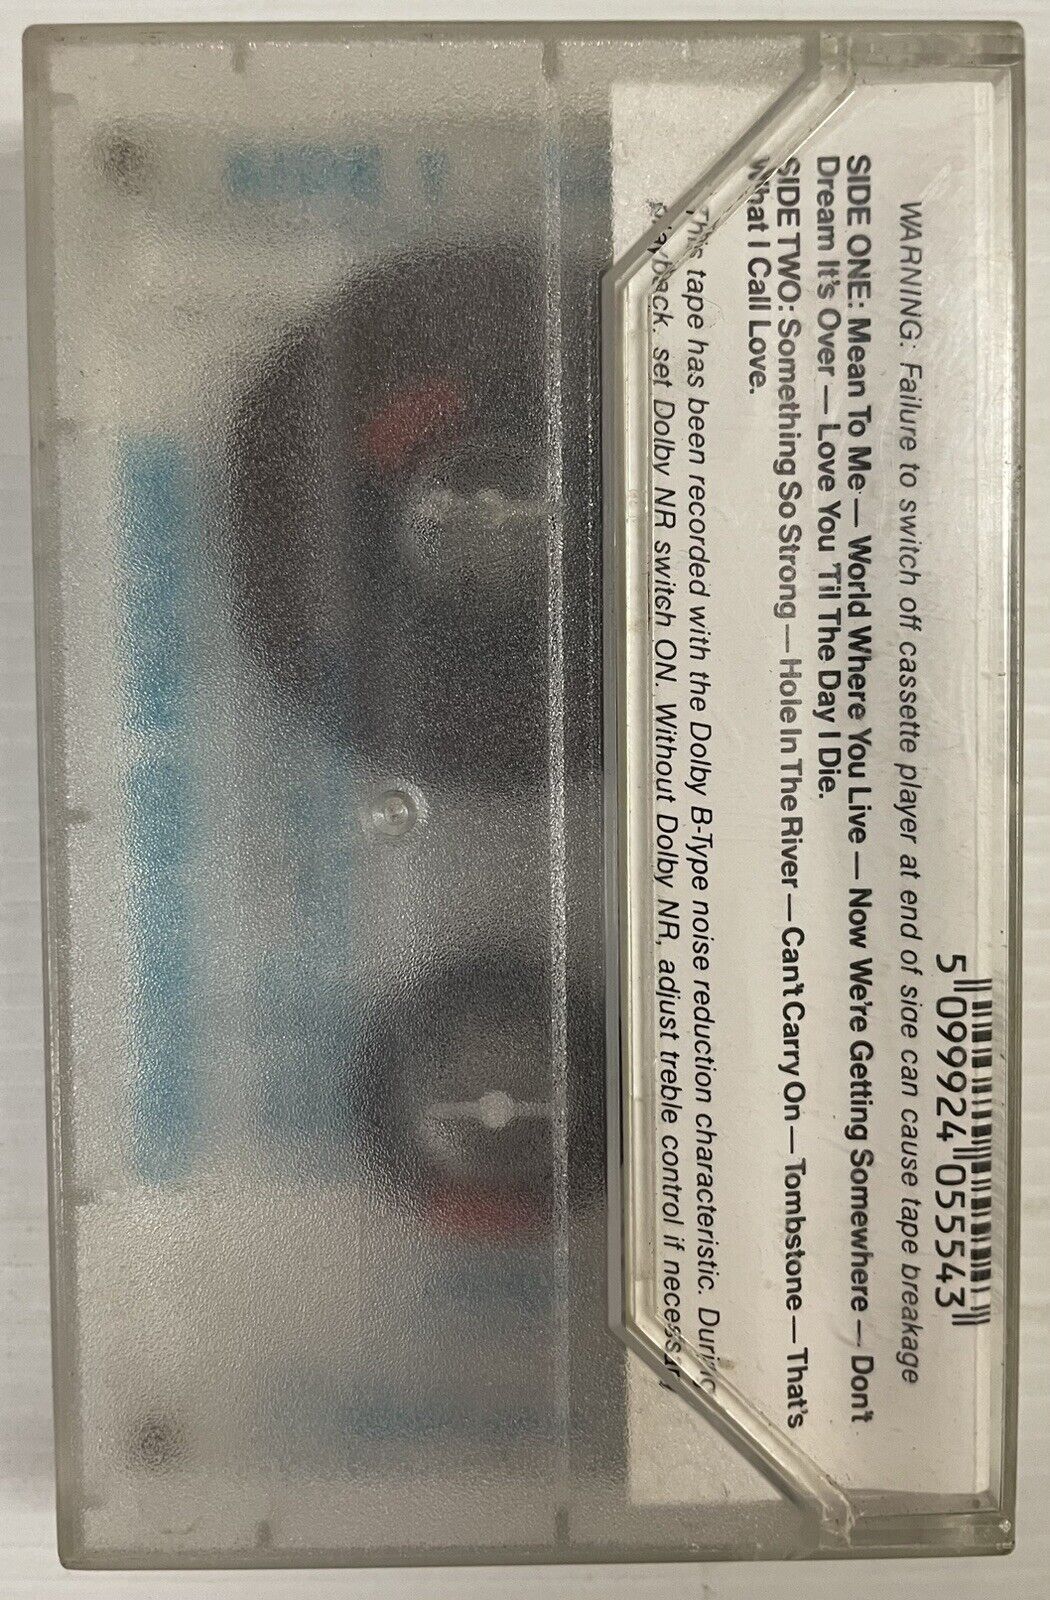 5 099924 055543
WARNING: Failure to switch off cassette player at end of side can cause tape breakage
SIDE ONE: Mean To Me — World Where You Live — Now We're Getting Somewhere — Don't
Dream It's Over — Love You 'Til The Day I Die.
SIDE TWO: Something So Strong — Hole In The River — Can't Carry On — Tombstone — That's
What I Call Love.
This tape has been recorded with the Dolby B-Type noise reduction characteristic. During
playback, set Dolby NR switch ON. Without Dolby NR, adjust treble control if necessary